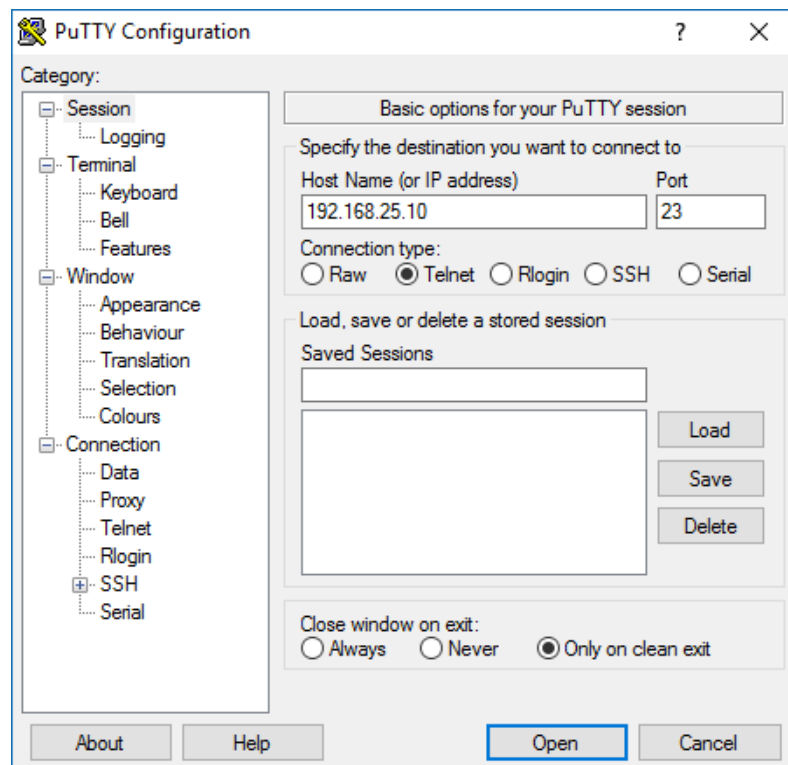 PuTTY Configuration
?
Category:
Session
Logging
Terminal
Keyboard
Bell
Features
Window
Appearance
Behaviour
Translation
Selection
Colours
Connection
Data
Proxy
Telnet
Rlogin
SSH
Serial
Basic options for your PuTTY session
Specify the destination you want to connect to
Host Name (or IP address) Port
192.168.25.10 23
Connection type:
Raw Telnet Rlogin SSH Serial
Load, save or delete a stored session
Saved Sessions
Load
Save
Delete
Close window on exit:
Always Never Only on clean exit
About Help Open Cancel